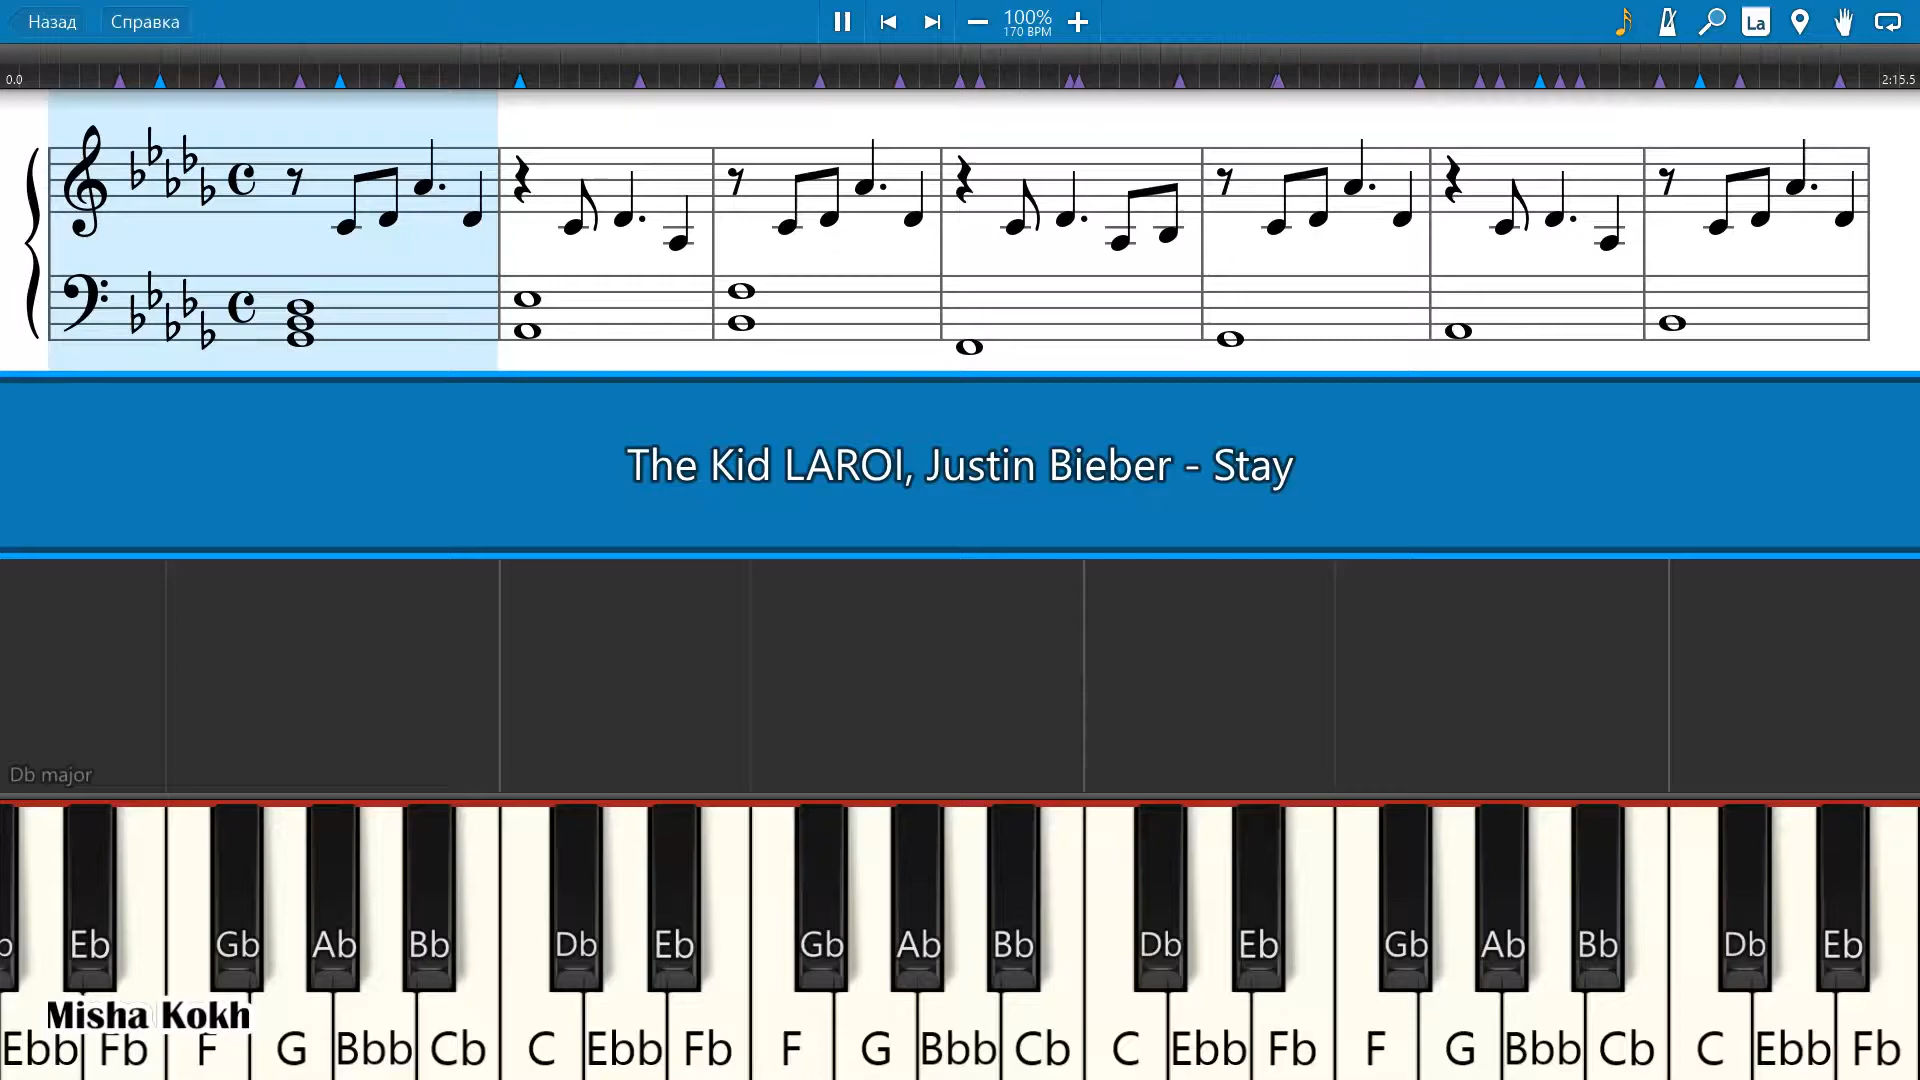 Назад Справка 100% La
170 BPM
0.0 2:15.5
The Kid LAROI, Justin Bieber - Stay
Db major
Eb Gb Ab Bb Db Eb Gb Ab Bb Db Eb Gb Ab Bb Db Eb
Misha Kokh
Ebb Fb F G Bbb Cb C Ebb Fb F G Bbb Cb C Ebb Fb F G Bbb Cb C Ebb Fb